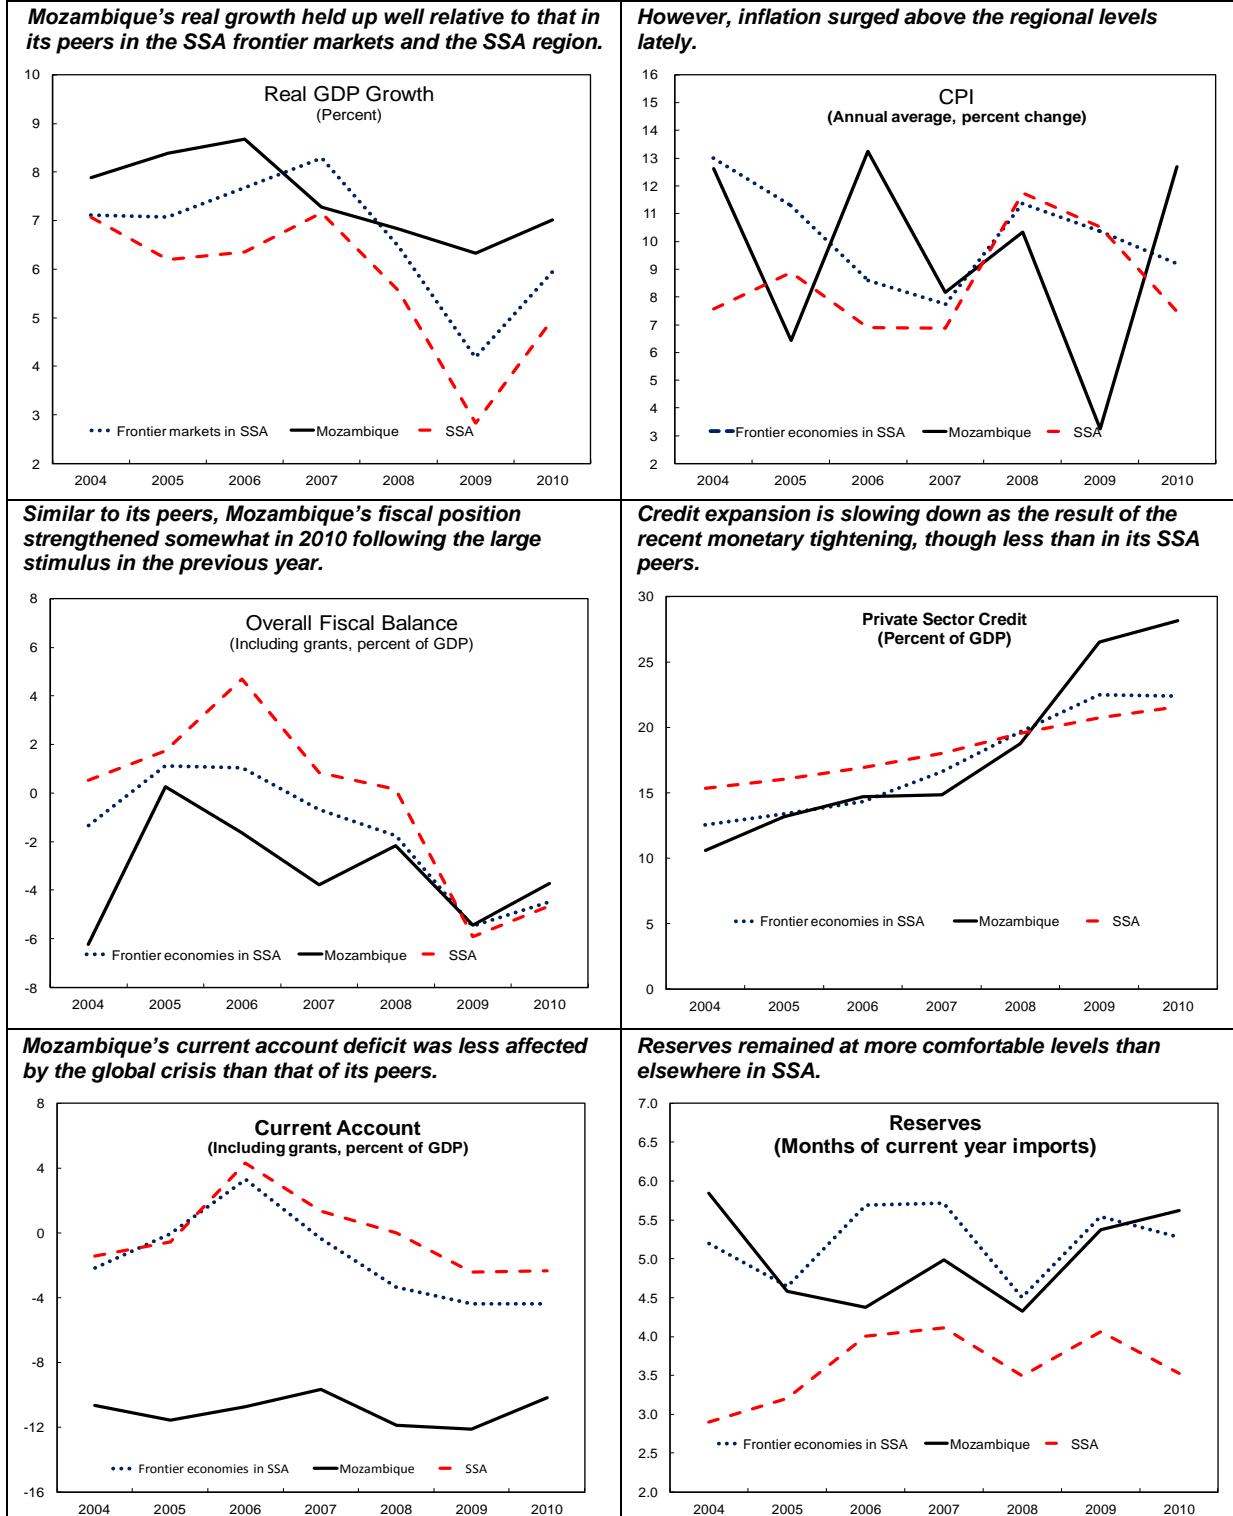 Mozambique’s real growth held up well relative to that in
its peers in the SSA frontier markets and the SSA region.
Real GDP Growth
(Percent)
10
9
8
7
6
5
4
3
2
Frontier markets in SSA Mozambique SSA
2004 2005 2006 2007 2008 2009 2010
However, inflation surged above the regional levels
lately.
CPI
(Annual average, percent change)
16
15
14
13
12
11
10
9
8
7
6
5
4
3
2
Frontier economies in SSA Mozambique SSA
2004 2005 2006 2007 2008 2009 2010
Similar to its peers, Mozambique’s fiscal position
strengthened somewhat in 2010 following the large
stimulus in the previous year.
Overall Fiscal Balance
(Including grants, percent of GDP)
8
6
4
2
0
-2
-4
-6
-8
Frontier economies in SSA Mozambique SSA
2004 2005 2006 2007 2008 2009 2010
Credit expansion is slowing down as the result of the
recent monetary tightening, though less than in its SSA
peers.
Private Sector Credit
(Percent of GDP)
30
25
20
15
10
5
0
Frontier economies in SSA Mozambique SSA
2004 2005 2006 2007 2008 2009 2010
Mozambique’s current account deficit was less affected
by the global crisis than that of its peers.
Current Account
(Including grants, percent of GDP)
8
4
0
-4
-8
-12
-16
Frontier economies in SSA Mozambique SSA
2004 2005 2006 2007 2008 2009 2010
Reserves remained at more comfortable levels than
elsewhere in SSA.
Reserves
(Months of current year imports)
7.0
6.5
6.0
5.5
5.0
4.5
4.0
3.5
3.0
2.5
2.0
Frontier economies in SSA Mozambique SSA
2004 2005 2006 2007 2008 2009 2010